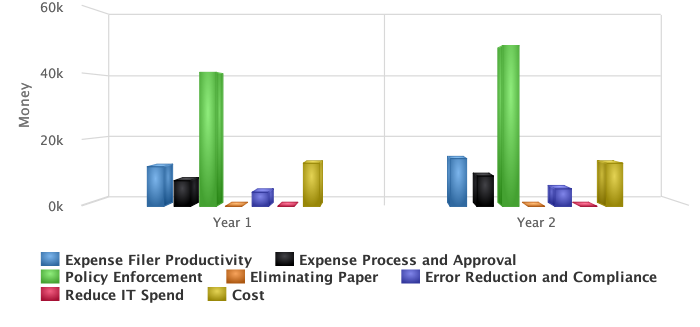 60k
40k
20k
0k
Money
Year 1
Year 2
Expense Filer Productivity
Expense Process and Approval
Policy Enforcement
Eliminating Paper
Error Reduction and Compliance
Reduce IT Spend
Cost